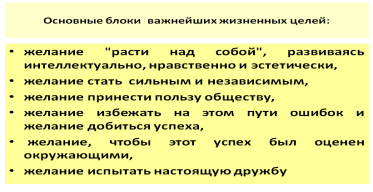 Основные блоки важнейших жизненных целей:
• желание "расти над собой", развиваясь
интеллектуально, нравственно и эстетически,
• желание стать сильным и независимым,
• желание принести пользу обществу,
• желание избежать на этом пути ошибок и
желание добиться успеха,
• желание, чтобы этот успех был оценен
окружающими,
• желание испытать настоящую дружбу